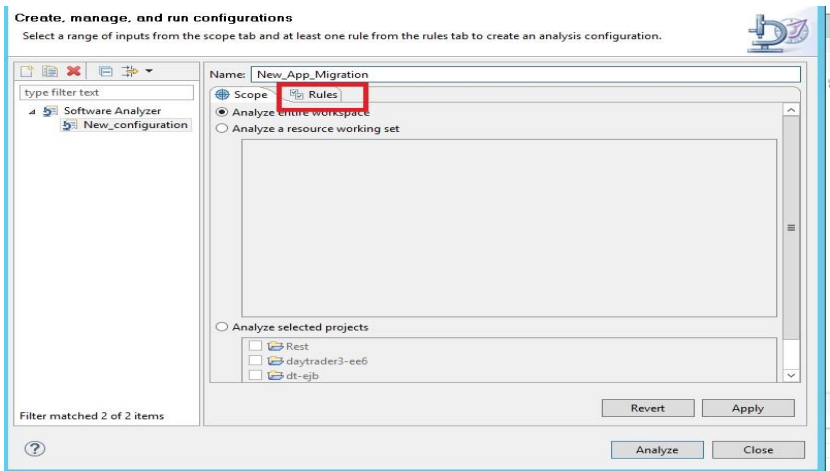 Create, manage, and run configurations
Select a range of inputs from the scope tab and at least one rule from the rules tab to create an analysis configuration.
type filter text
Software Analyzer
New_configuration
Filter matched 2 of 2 items
Name: New_App_Migration
Scope Rules
Analyze entire workspace
Analyze a resource working set
Analyze selected projects
Rest
daytrader3-ee6
dt-ejb
Revert Apply
Analyze Close